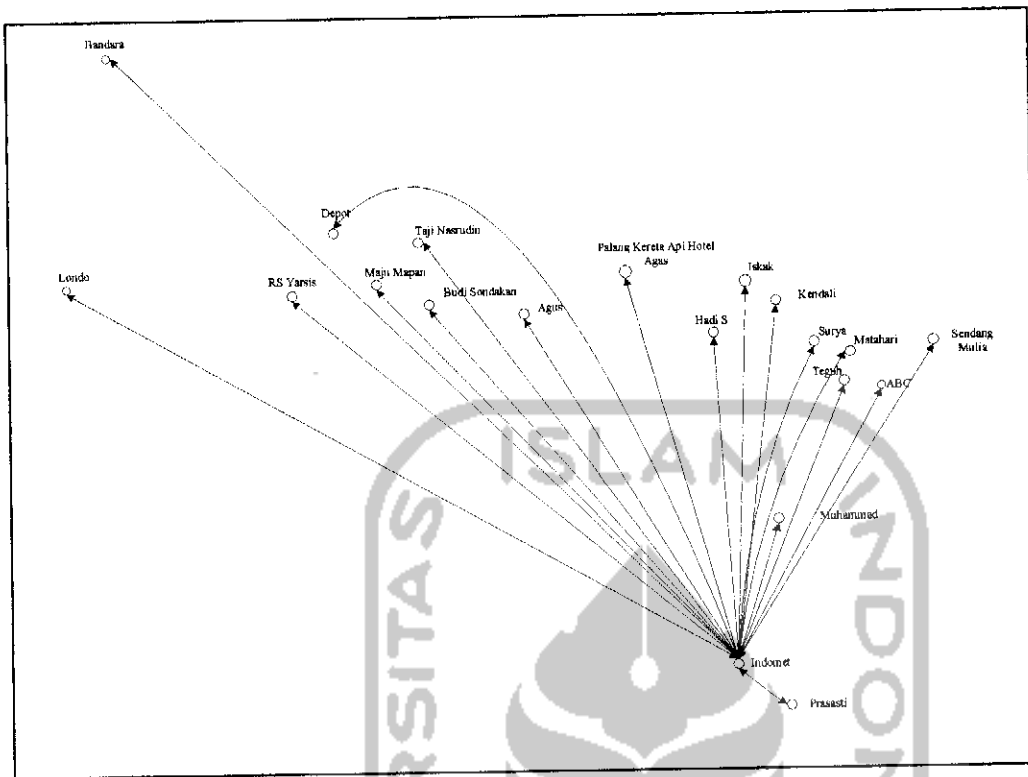 Bandara
Depot
Taji Nasrudin
Palang Kereta Api Hotel
Agas
Iskak
Londo
RS Yarsis
Maju Mapan
Budi Sondakan
Agus
Kendali
Hadi S
Surya
Matahari
Sendang
Mulia
Teguh
ABC
ISLAM
Muhammad
Indomet
Prasasti